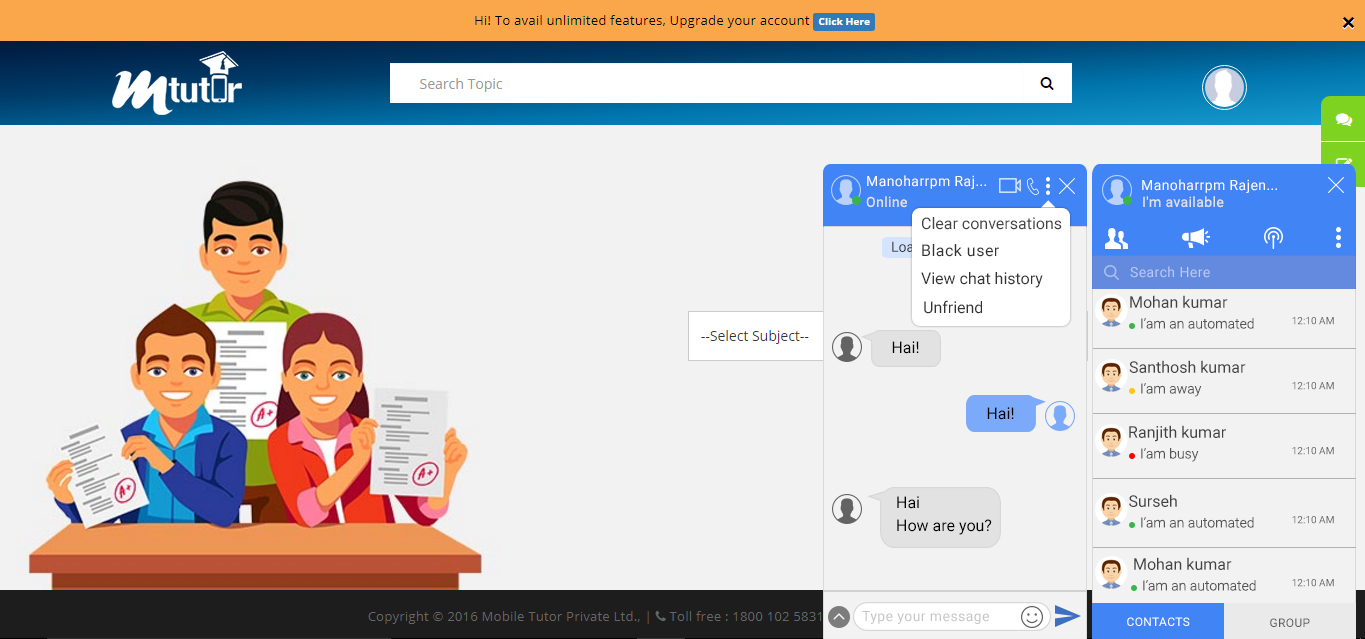 Hi! To avail unlimited features, Upgrade your account Click Here
Mtutor
Search Topic
--Select Subject--
A+
A+
A+
Manoharrpm Raj...
Online
Clear conversations
Black user
View chat history
Unfriend
Loa
Hai!
Hai!
Hai
How are you?
Type your message
Manoharrpm Rajen...
I'm available
Search Here
Mohan kumar
I'am an automated
12:10 AM
Santhosh kumar
I'am away
12:10 AM
Ranjith kumar
I'am busy
12:10 AM
Surseh
I'am an automated
12:10 AM
Mohan kumar
I'am an automated
12:10 AM
CONTACTS
GROUP
Copyright © 2016 Mobile Tutor Private Ltd., | Toll free : 1800 102 5831